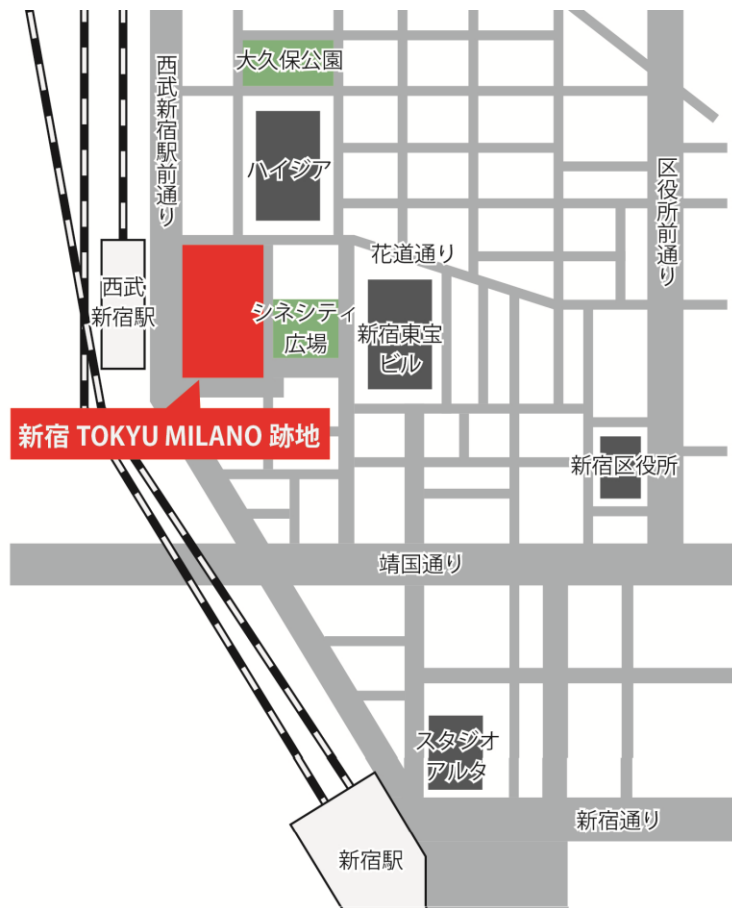 大久保公園
西武新宿駅前通り
ハイジア
区役所前通り
花道通り
西武
新宿駅
シネシティ
広場
新宿東宝
ビル
新宿 TOKYU MILANO 跡地
新宿区役所
靖国通り
スタジオ
アルタ
新宿通り
新宿駅